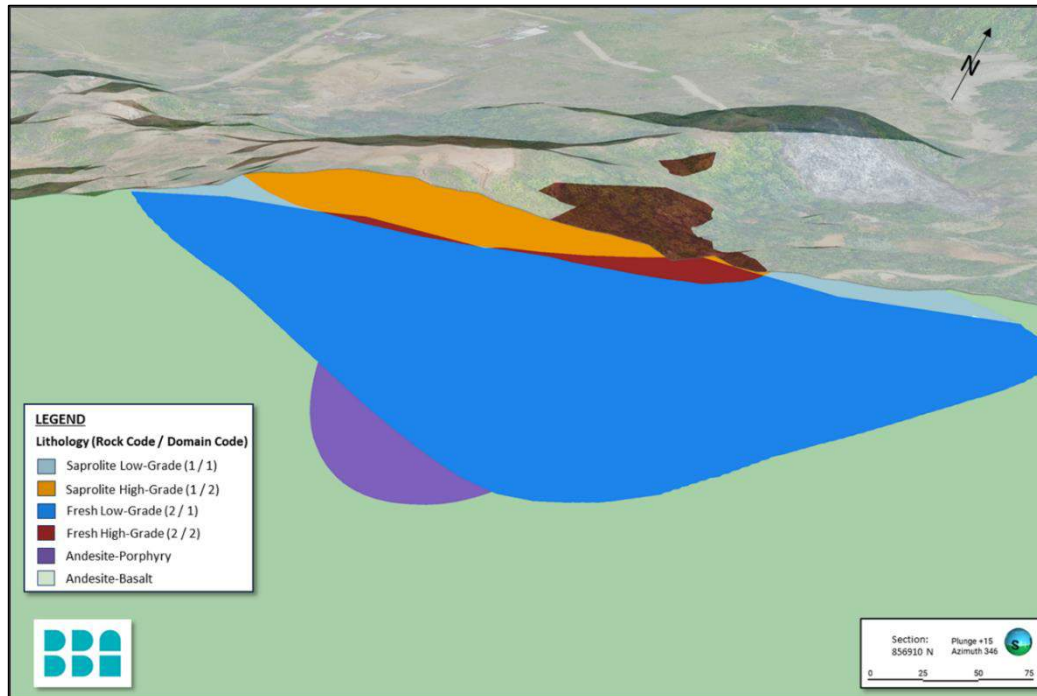 N
LEGEND
Lithology (Rock Code / Domain Code)
Saprolite Low-Grade (1 / 1)
Saprolite High-Grade (1 / 2)
Fresh Low-Grade (2 / 1)
Fresh High-Grade (2 / 2)
Andesite-Porphyry
Andesite-Basalt
BBA
BBA
Section:
856910 N
Plunge +15
Azimuth 346
S
0 25 50 75